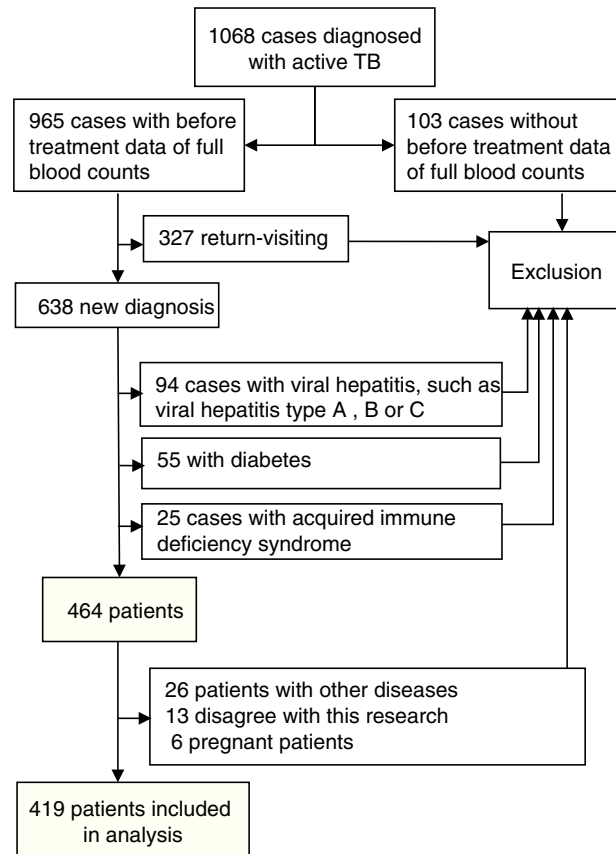 1068 cases diagnosed
with active TB
965 cases with before
treatment data of full
blood counts
103 cases without
before treatment data
of full blood counts
327 return-visiting
Exclusion
638 new diagnosis
94 cases with viral hepatitis, such as
viral hepatitis type A , B or C
55 with diabetes
25 cases with acquired immune
deficiency syndrome
464 patients
26 patients with other diseases
13 disagree with this research
6 pregnant patients
419 patients included
in analysis